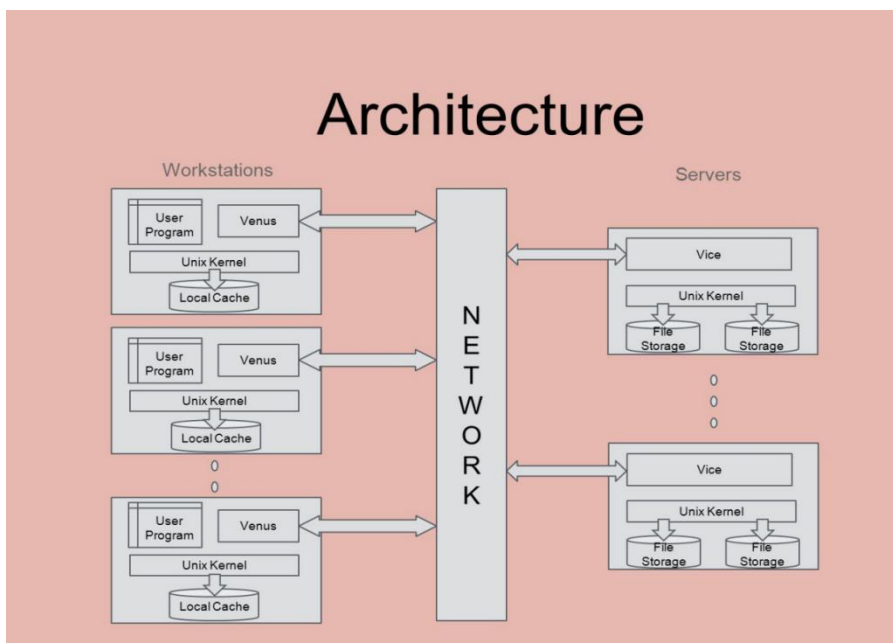 Architecture
Workstations
Servers
User
Program
Venus
Unix Kernel
Local Cache
User
Program
Venus
Unix Kernel
Local Cache
User
Program
Venus
Unix Kernel
Local Cache
NETWORK
Vice
Unix Kernel
File
Storage
File
Storage
Vice
Unix Kernel
File
Storage
File
Storage